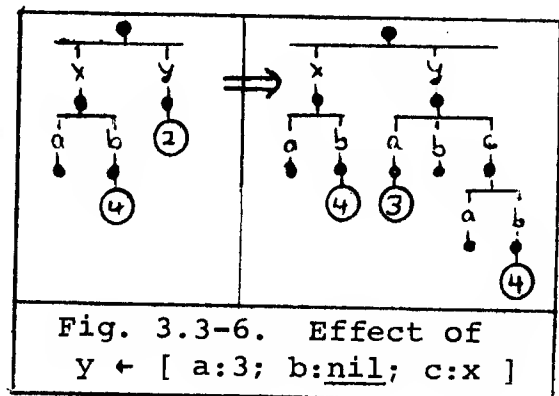 x y x y
a b 2 a b a b c
4 4 3 a b
4
Fig. 3.3-6. Effect of
y ← [ a:3; b:nil; c:x ]